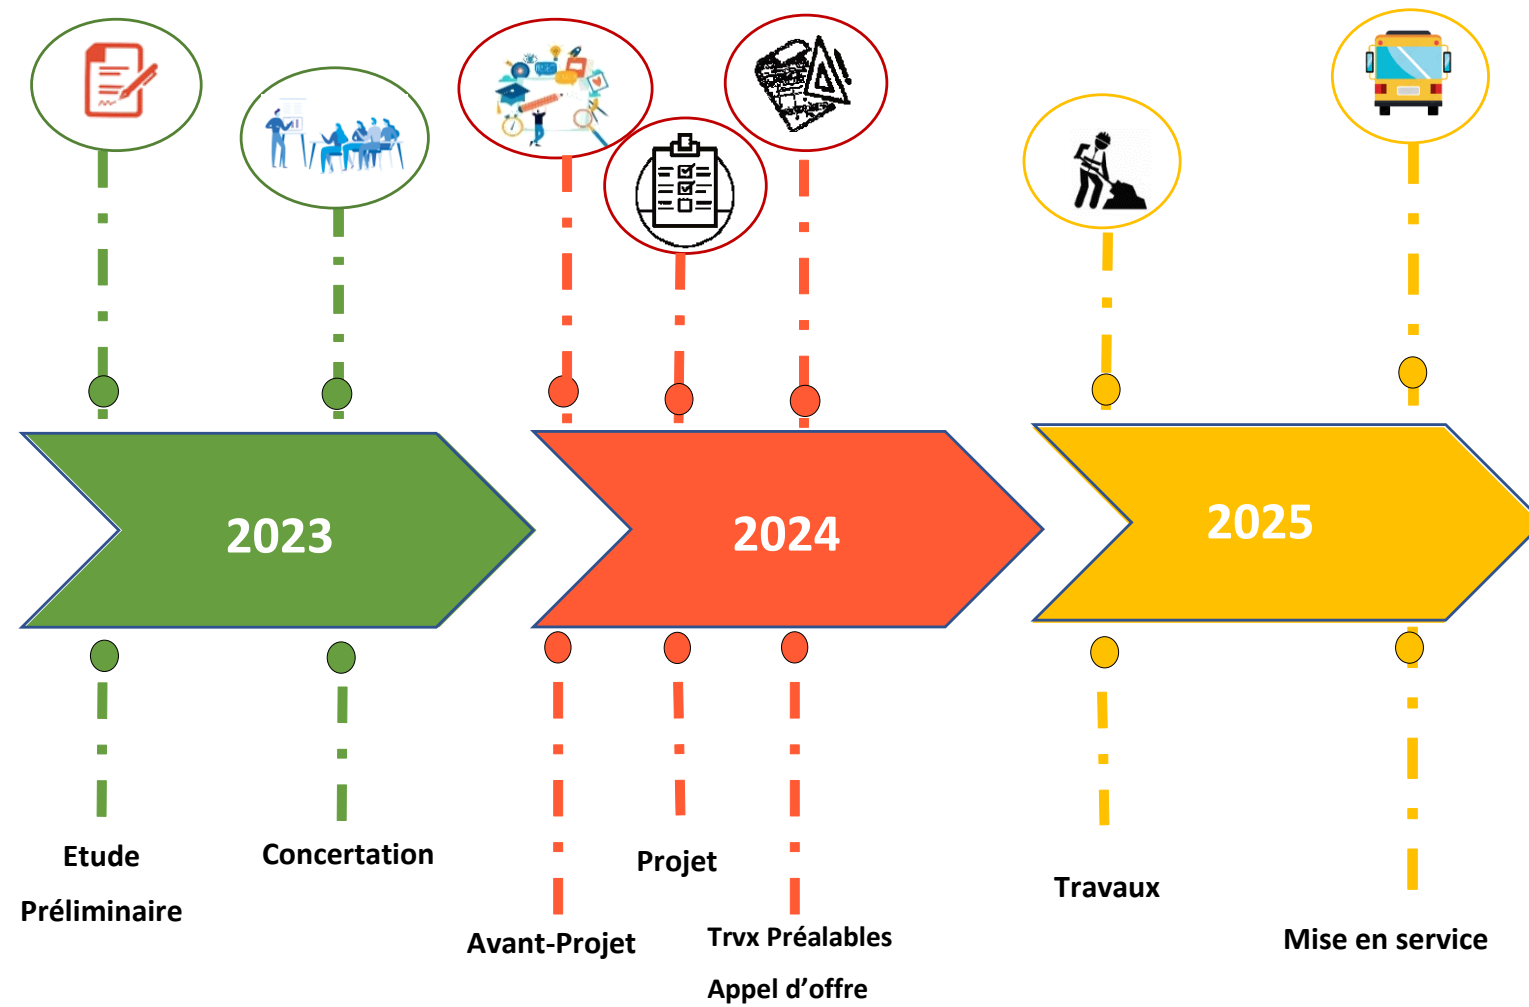 2023
2024
2025
Etude
Préliminaire
Concertation
Avant-Projet
Projet
Trvx Préalables
Appel d’offre
Travaux
Mise en service